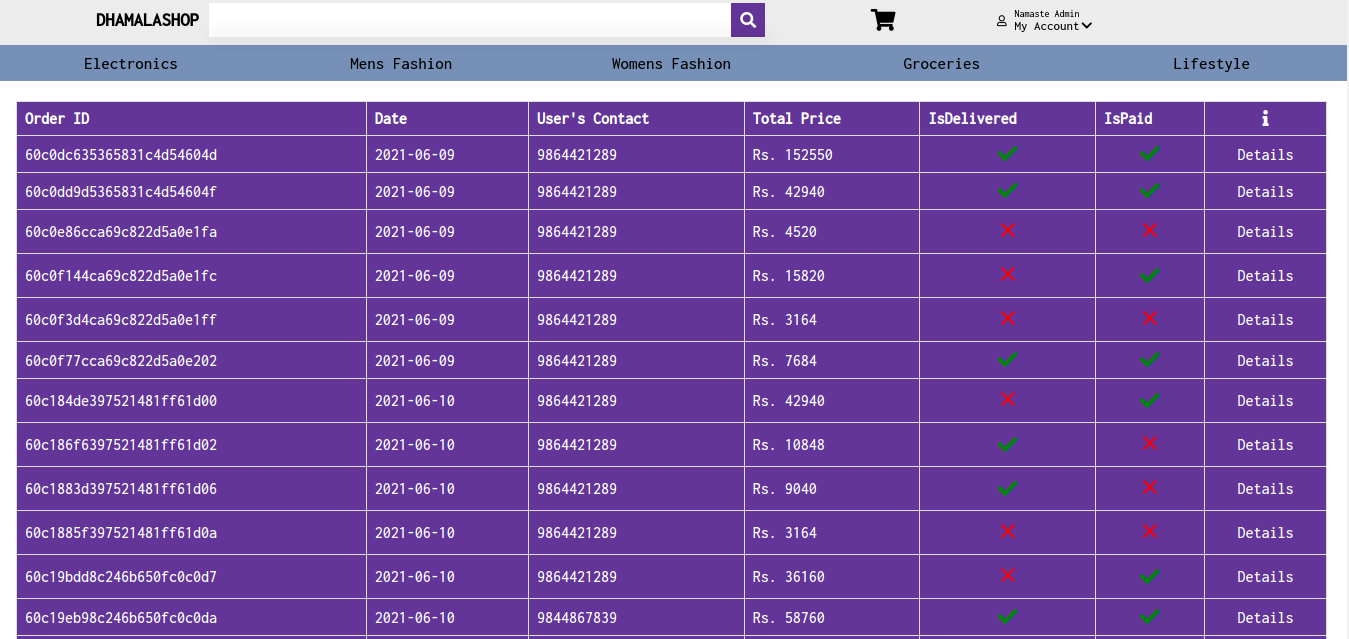 DHAMALASHOP
Namaste Admin
My Account
Electronics Mens Fashion Womens Fashion Groceries Lifestyle
Order ID Date User's Contact Total Price IsDelivered IsPaid
60c0dc635365831c4d54604d 2021-06-09 9864421289 Rs. 152550 Details
60c0dd9d5365831c4d54604f 2021-06-09 9864421289 Rs. 42940 Details
60c0e86cca69c822d5a0e1fa 2021-06-09 9864421289 Rs. 4520 Details
60c0f144ca69c822d5a0e1fc 2021-06-09 9864421289 Rs. 15820 Details
60c0f3d4ca69c822d5a0e1ff 2021-06-09 9864421289 Rs. 3164 Details
60c0f77cca69c822d5a0e202 2021-06-09 9864421289 Rs. 7684 Details
60c184de397521481ff61d00 2021-06-10 9864421289 Rs. 42940 Details
60c186f6397521481ff61d02 2021-06-10 9864421289 Rs. 10848 Details
60c1883d397521481ff61d06 2021-06-10 9864421289 Rs. 9040 Details
60c1885f397521481ff61d0a 2021-06-10 9864421289 Rs. 3164 Details
60c19bdd8c246b650fc0c0d7 2021-06-10 9864421289 Rs. 36160 Details
60c19eb98c246b650fc0c0da 2021-06-10 9844867839 Rs. 58760 Details